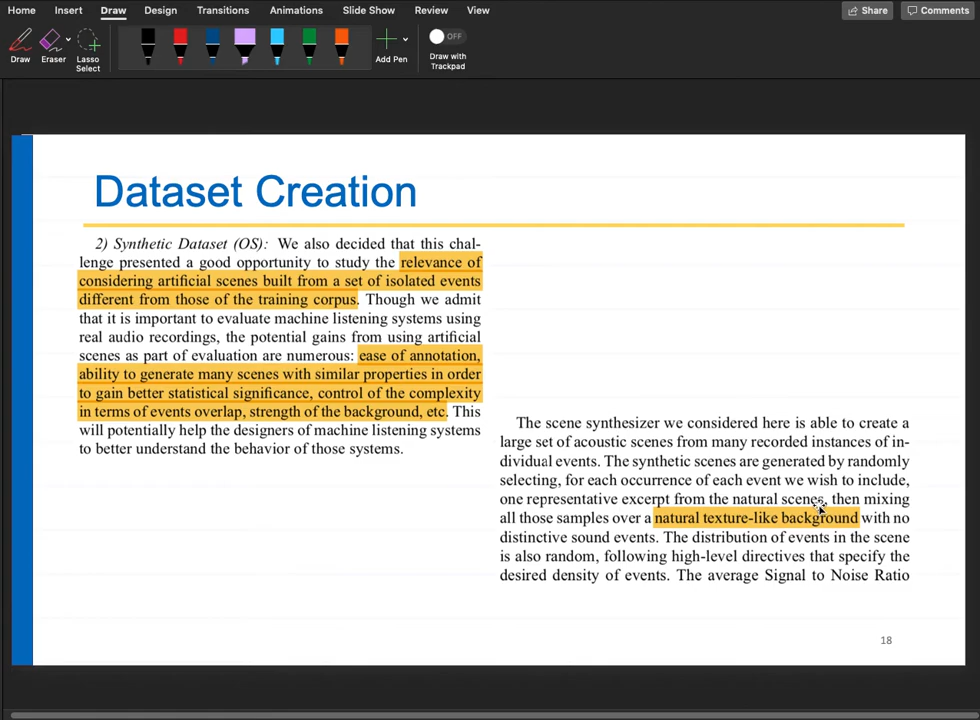 Home Insert Draw Design Transitions Animations Slide Show Review View Share Comments
Draw Eraser Lasso Select Add Pen OFF Draw with Trackpad
Dataset Creation
2) Synthetic Dataset (OS): We also decided that this chal-
lenge presented a good opportunity to study the relevance of
considering artificial scenes built from a set of isolated events
different from those of the training corpus. Though we admit
that it is important to evaluate machine listening systems using
real audio recordings, the potential gains from using artificial
scenes as part of evaluation are numerous: ease of annotation,
ability to generate many scenes with similar properties in order
to gain better statistical significance, control of the complexity
in terms of events overlap, strength of the background, etc. This
will potentially help the designers of machine listening systems
to better understand the behavior of those systems.
The scene synthesizer we considered here is able to create a
large set of acoustic scenes from many recorded instances of in-
dividual events. The synthetic scenes are generated by randomly
selecting, for each occurrence of each event we wish to include,
one representative excerpt from the natural scenes, then mixing
all those samples over a natural texture-like background with no
distinctive sound events. The distribution of events in the scene
is also random, following high-level directives that specify the
desired density of events. The average Signal to Noise Ratio
18